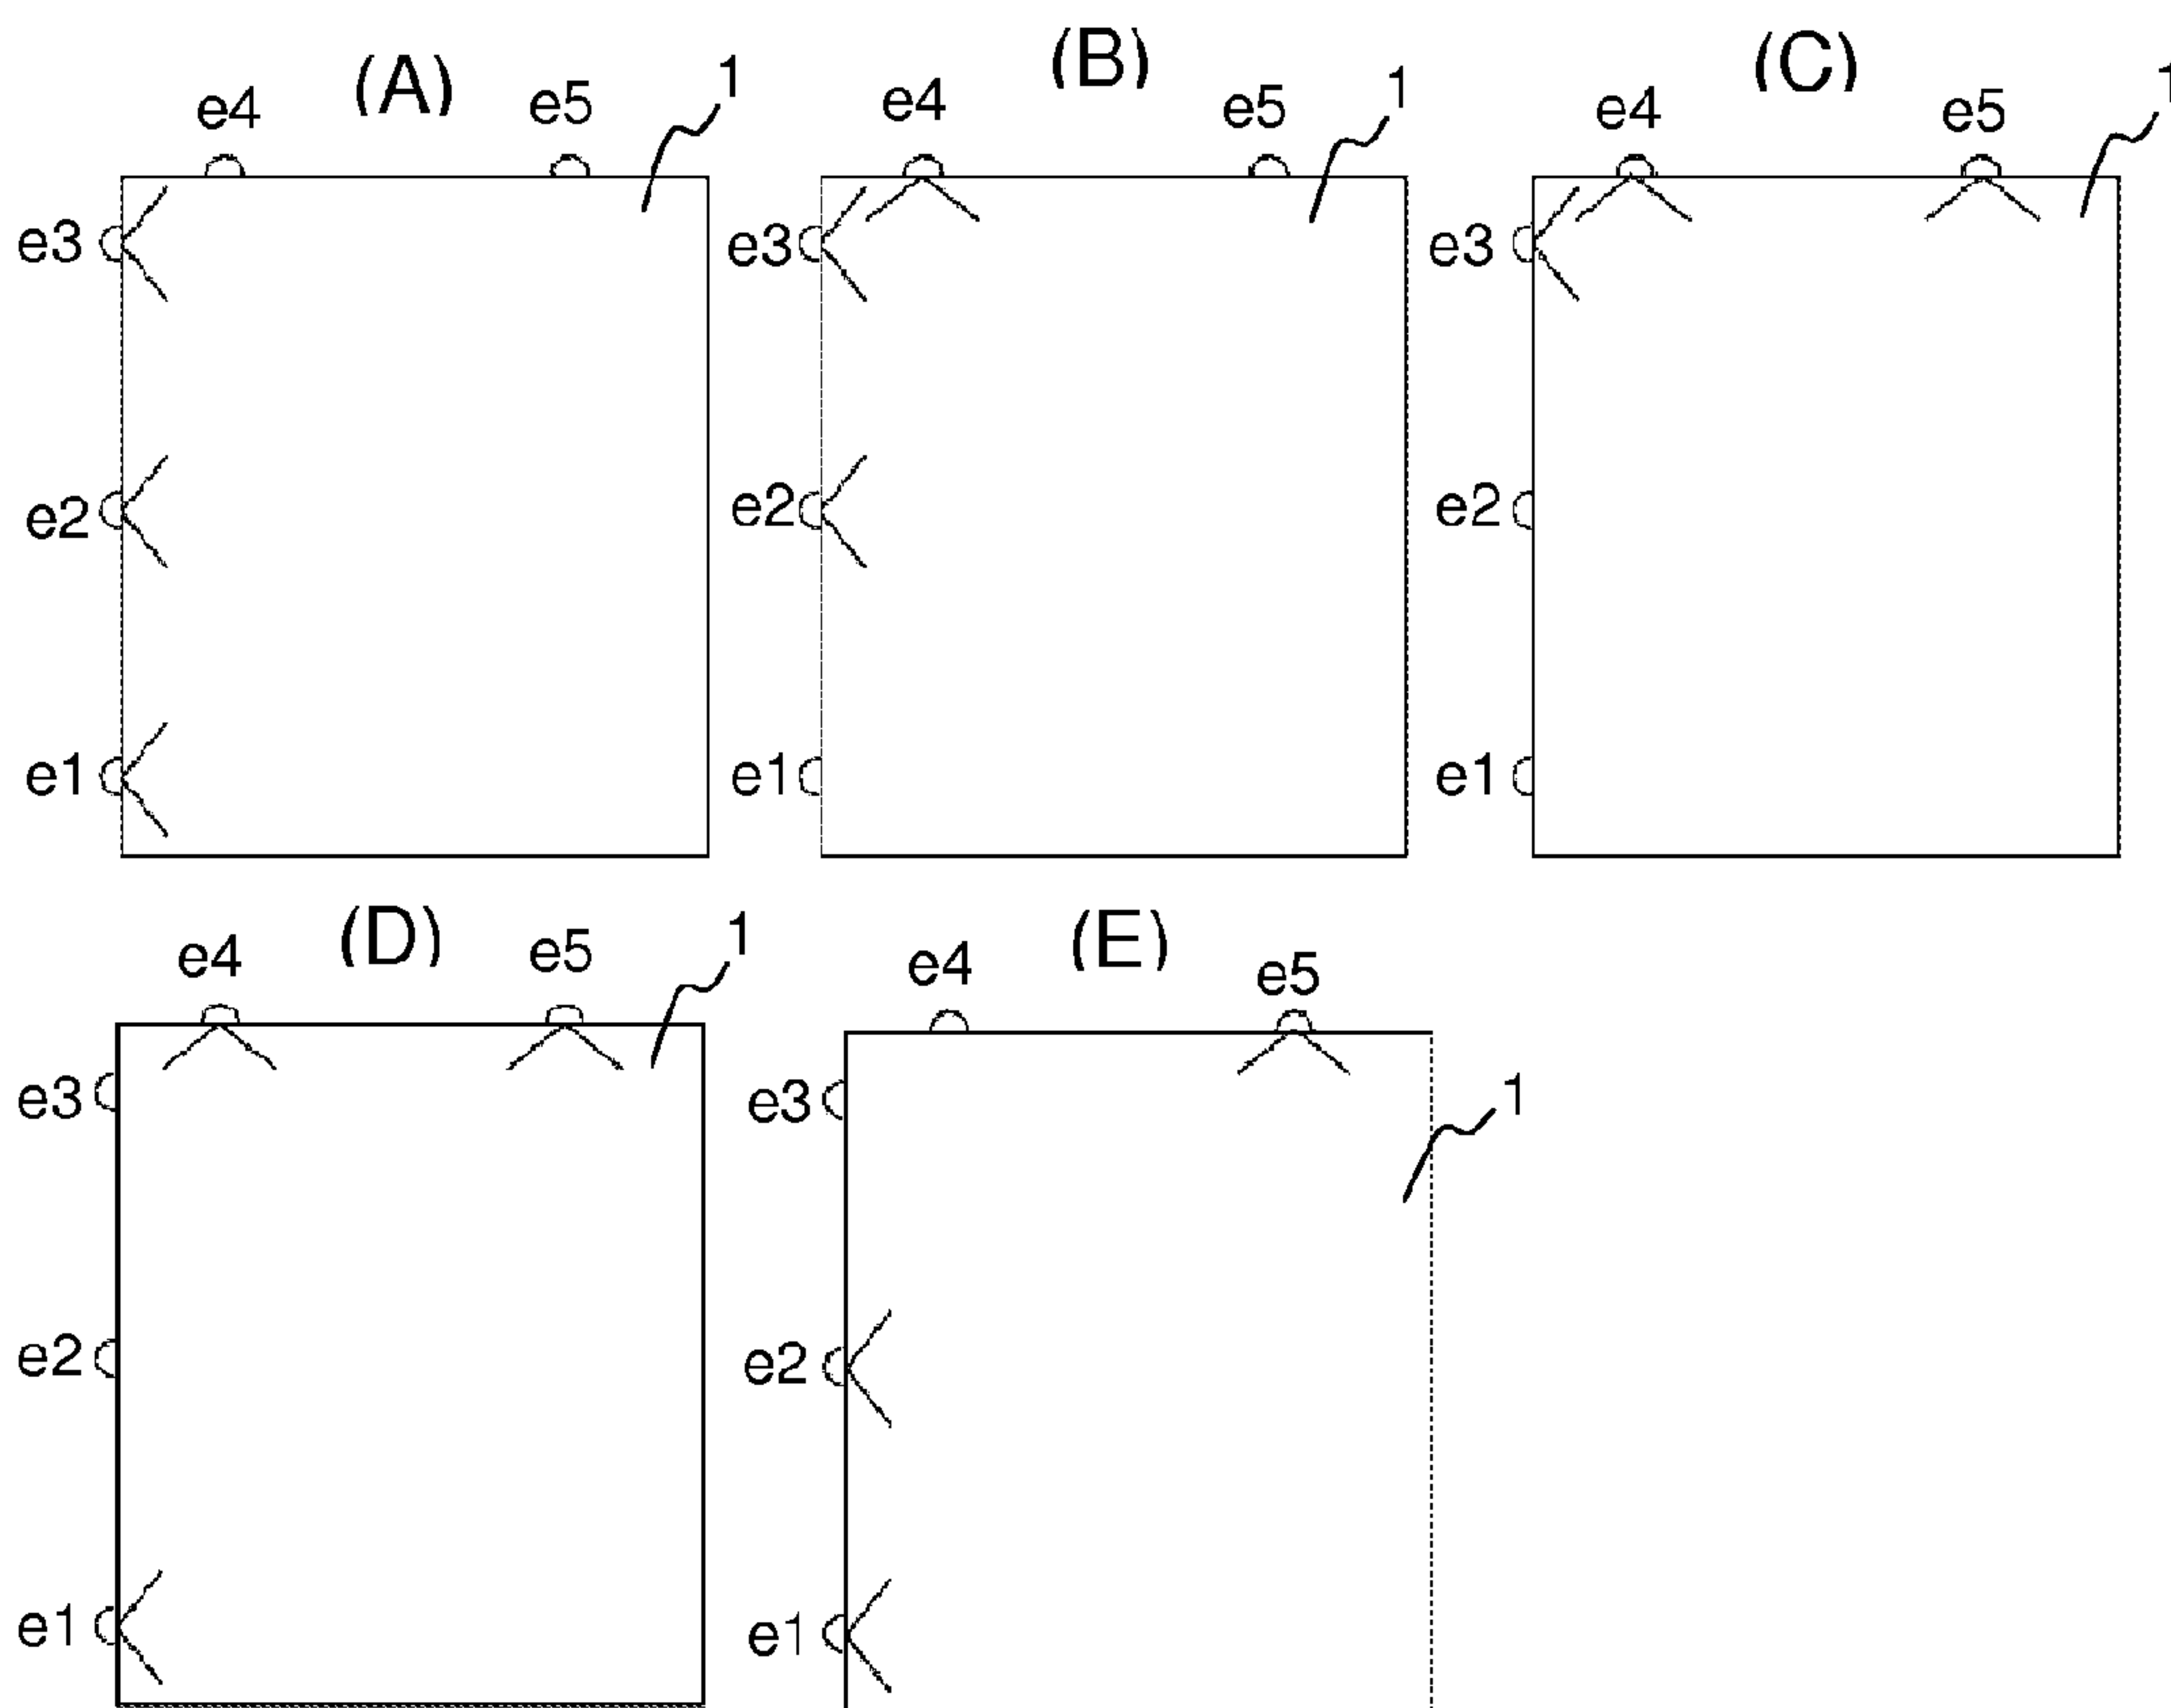 (A) (B) (C)
e4 e5 1 e4 e5 1 e4 e5 1
e3 e3 e3
e2 e2 e2
e1 e1 e1
(D) (E)
e4 e5 1 e4 e5
e3 e3 1
e2 e2
e1 e1